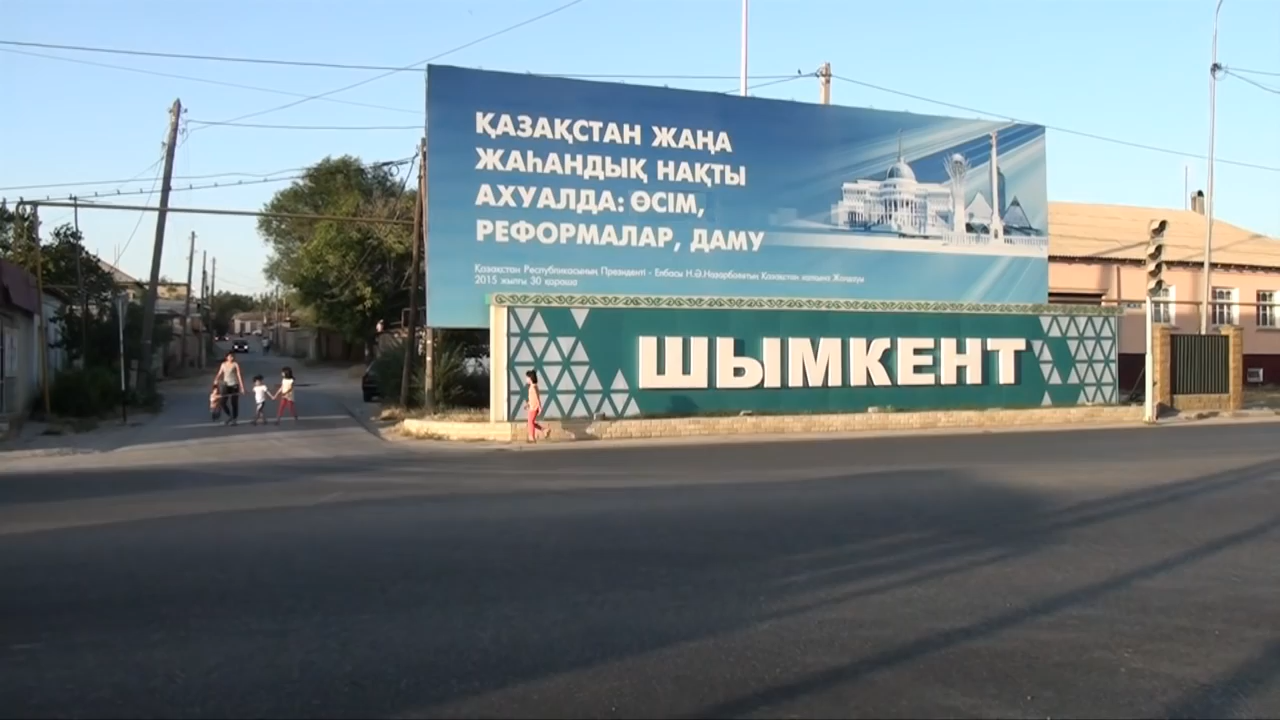 ҚАЗАҚСТАН ЖАҢА
ЖАҺАНДЫҚ НАҚТЫ
АХУАЛДА: ӨСІМ,
РЕФОРМАЛАР, ДАМУ
Қазақстан Республикасының Президенті - Елбасы Н.Ә.Назарбаевтың Қазақстан халқына Жолдауы
2015 жылғы 30 қараша
ШЫМКЕНТ